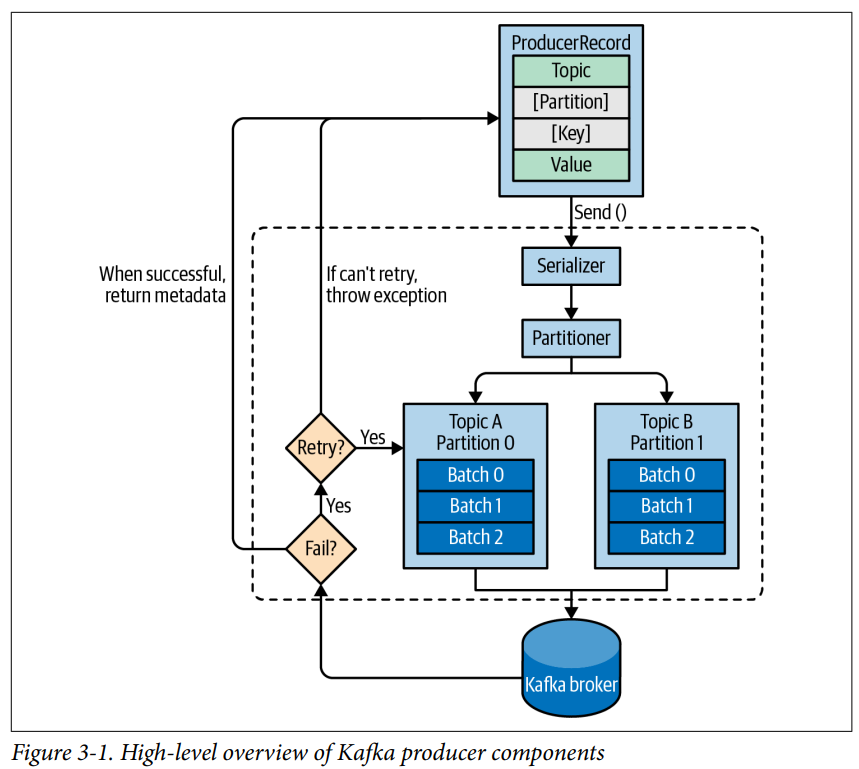 ProducerRecord
Topic
[Partition]
[Key]
Value
Send ()
Serializer
Partitioner
When successful,
return metadata
If can't retry,
throw exception
Topic A
Partition 0
Batch 0
Batch 1
Batch 2
Topic B
Partition 1
Batch 0
Batch 1
Batch 2
Retry?
Yes
Yes
Fail?
Kafka broker
Figure 3-1. High-level overview of Kafka producer components